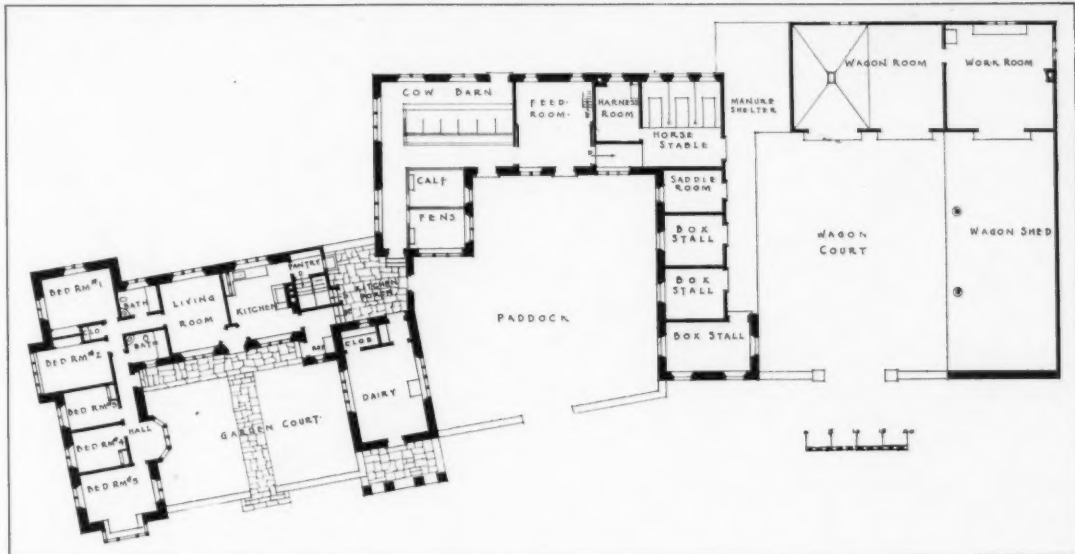 COW BARN
FEED-
ROOM.
HARNESS
ROOM
HORSE
STABLE
MANURE
SHELTER
WAGON ROOM
WORK ROOM
CALF
PENS
SADDLE
ROOM
BOX
STALL
BOX
STALL
BOX STALL
WAGON
COURT
WAGON SHED
PADDOCK
BED RM #1
BATH
LIVING
ROOM
KITCHEN
PANTRY
KITCHEN
PORCH
CLO
BED RM #2
BATH
CLOS
DAIRY
GARDEN COURT.
BED RM #3
HALL
BED RM #4
BED RM #5